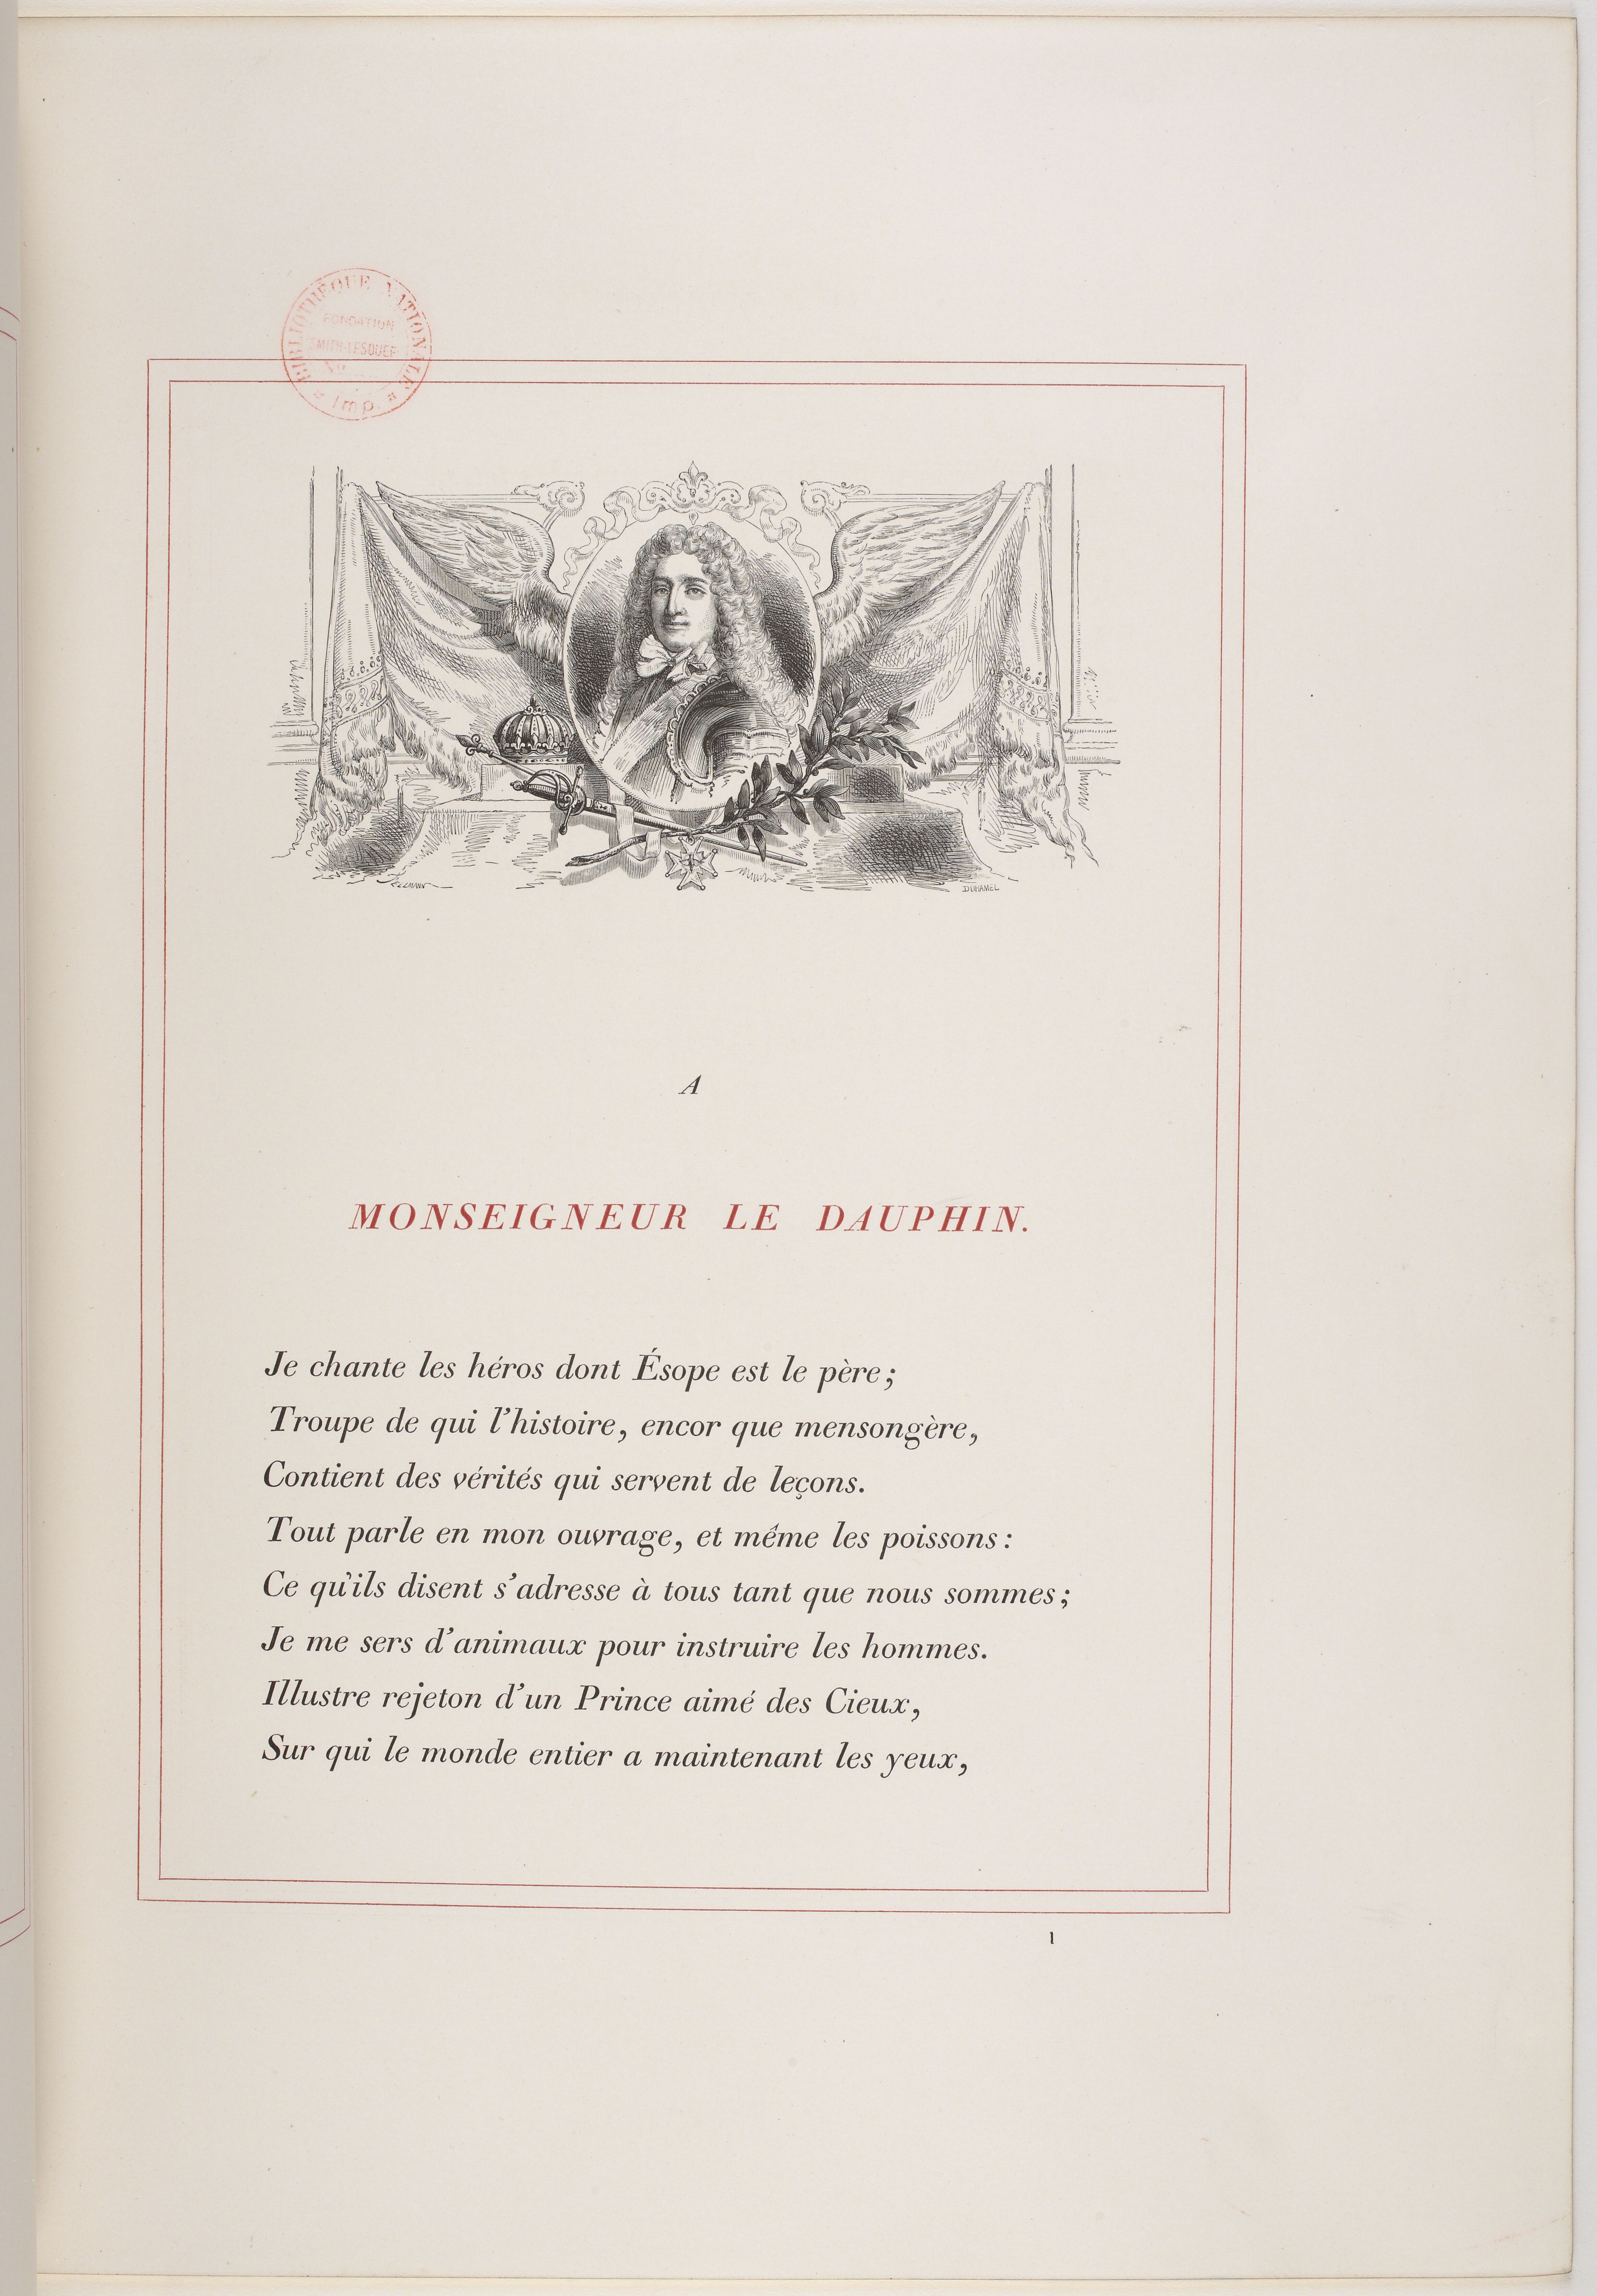 BIBLIOTHÈQUE NATIONALE
FONDATION
SMITH-LESOUËF
Imp.
DUHAMEL
A
MONSEIGNEUR LE DAUPHIN.
Je chante les héros dont Ésope est le père;
Troupe de qui l'histoire, encor que mensongère,
Contient des vérités qui servent de leçons.
Tout parle en mon ouvrage, et même les poissons:
Ce qu'ils disent s'adresse à tous tant que nous sommes;
Je me sers d'animaux pour instruire les hommes.
Illustre rejeton d'un Prince aimé des Cieux,
Sur qui le monde entier a maintenant les yeux,
1